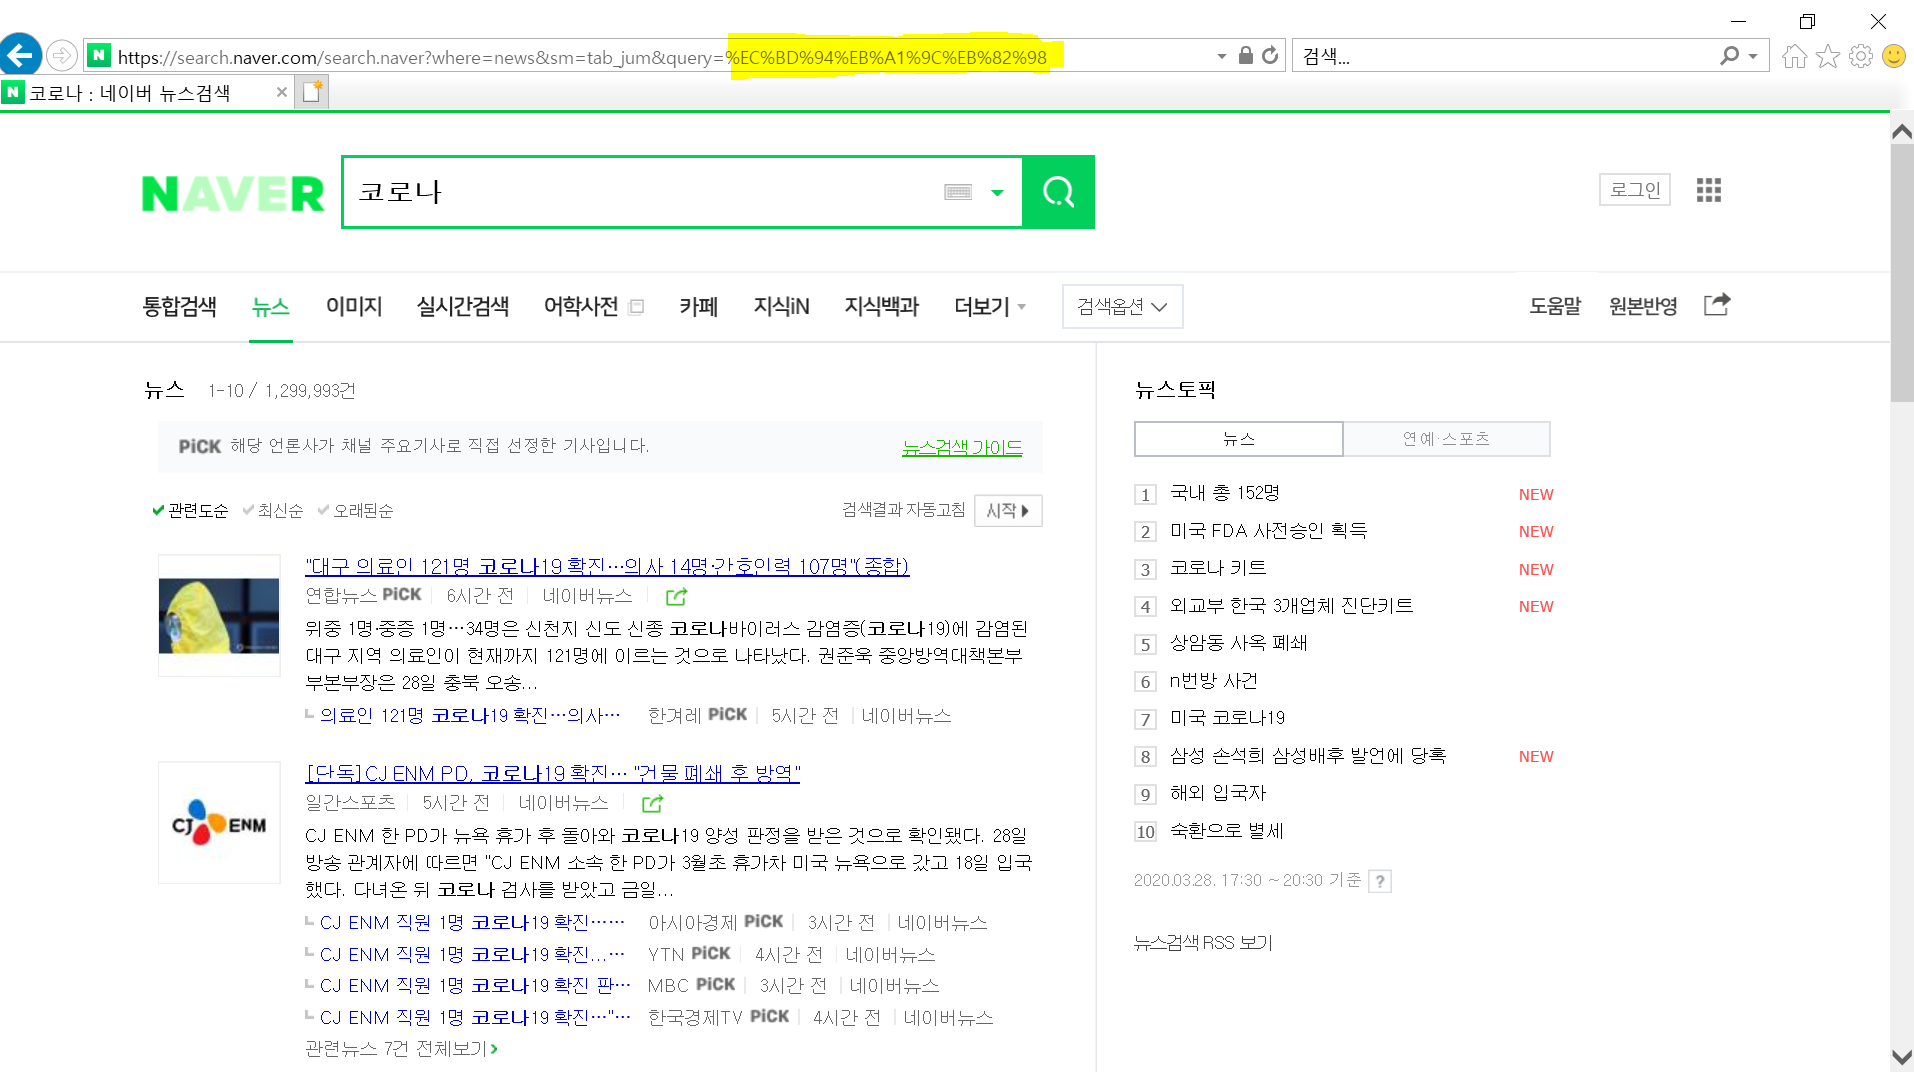 https://search.naver.com/search.naver?where=news&sm=tab_jum&query=%EC%BD%94%EB%A1%9C%EB%82%98
검색...
N 코로나 : 네이버 뉴스검색
NAVER 코로나 로그인
통합검색 뉴스 이미지 실시간검색 어학사전 카페 지식iN 지식백과 더보기 검색옵션 도움말 원본반영
뉴스 1-10 / 1,299,993건
PiCK 해당 언론사가 채널 주요기사로 직접 선정한 기사입니다. 뉴스검색 가이드
관련도순 최신순 오래된순 검색결과 자동고침 시작
"대구 의료인 121명 코로나19 확진…의사 14명·간호인력 107명"(종합)
연합뉴스 PiCK 6시간 전 네이버뉴스
위중 1명·중증 1명…34명은 신천지 신도 신종 코로나바이러스 감염증(코로나19)에 감염된
대구 지역 의료인이 현재까지 121명에 이르는 것으로 나타났다. 권준욱 중앙방역대책본부
부본부장은 28일 충북 오송...
의료인 121명 코로나19 확진…의사… 한겨레 PiCK 5시간 전 네이버뉴스
CJ ENM
[단독]CJ ENM PD, 코로나19 확진… "건물 폐쇄 후 방역"
일간스포츠 5시간 전 네이버뉴스
CJ ENM 한 PD가 뉴욕 휴가 후 돌아와 코로나19 양성 판정을 받은 것으로 확인됐다. 28일
방송 관계자에 따르면 "CJ ENM 소속 한 PD가 3월초 휴가차 미국 뉴욕으로 갔고 18일 입국
했다. 다녀온 뒤 코로나 검사를 받았고 금일...
CJ ENM 직원 1명 코로나19 확진…… 아시아경제 PiCK 3시간 전 네이버뉴스
CJ ENM 직원 1명 코로나19 확진...… YTN PiCK 4시간 전 네이버뉴스
CJ ENM 직원 1명 코로나19 확진 판… MBC PiCK 3시간 전 네이버뉴스
CJ ENM 직원 1명 코로나19 확진…"… 한국경제TV PiCK 4시간 전 네이버뉴스
관련뉴스 7건 전체보기
뉴스토픽
뉴스 연예·스포츠
1 국내 총 152명 NEW
2 미국 FDA 사전승인 획득 NEW
3 코로나 키트 NEW
4 외교부 한국 3개업체 진단키트 NEW
5 상암동 사옥 폐쇄
6 n번방 사건
7 미국 코로나19
8 삼성 손석희 삼성배후 발언에 당혹 NEW
9 해외 입국자
10 숙환으로 별세
2020.03.28. 17:30 ~ 20:30 기준 ?
뉴스검색 RSS 보기